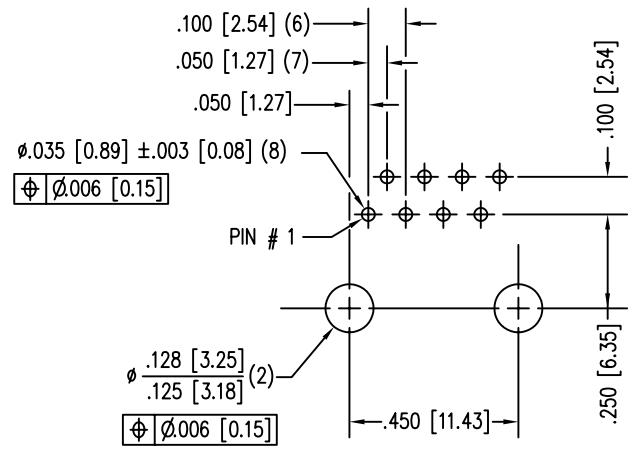 .100 [2.54] (6)
.050 [1.27] (7)
.050 [1.27]
.100 [2.54]
ø.035 [0.89] ±.003 [0.08] (8)
⌖ Ø.006 [0.15]
PIN # 1
ø .128 [3.25] (2)
.125 [3.18]
⌖ Ø.006 [0.15]
.450 [11.43]
.250 [6.35]